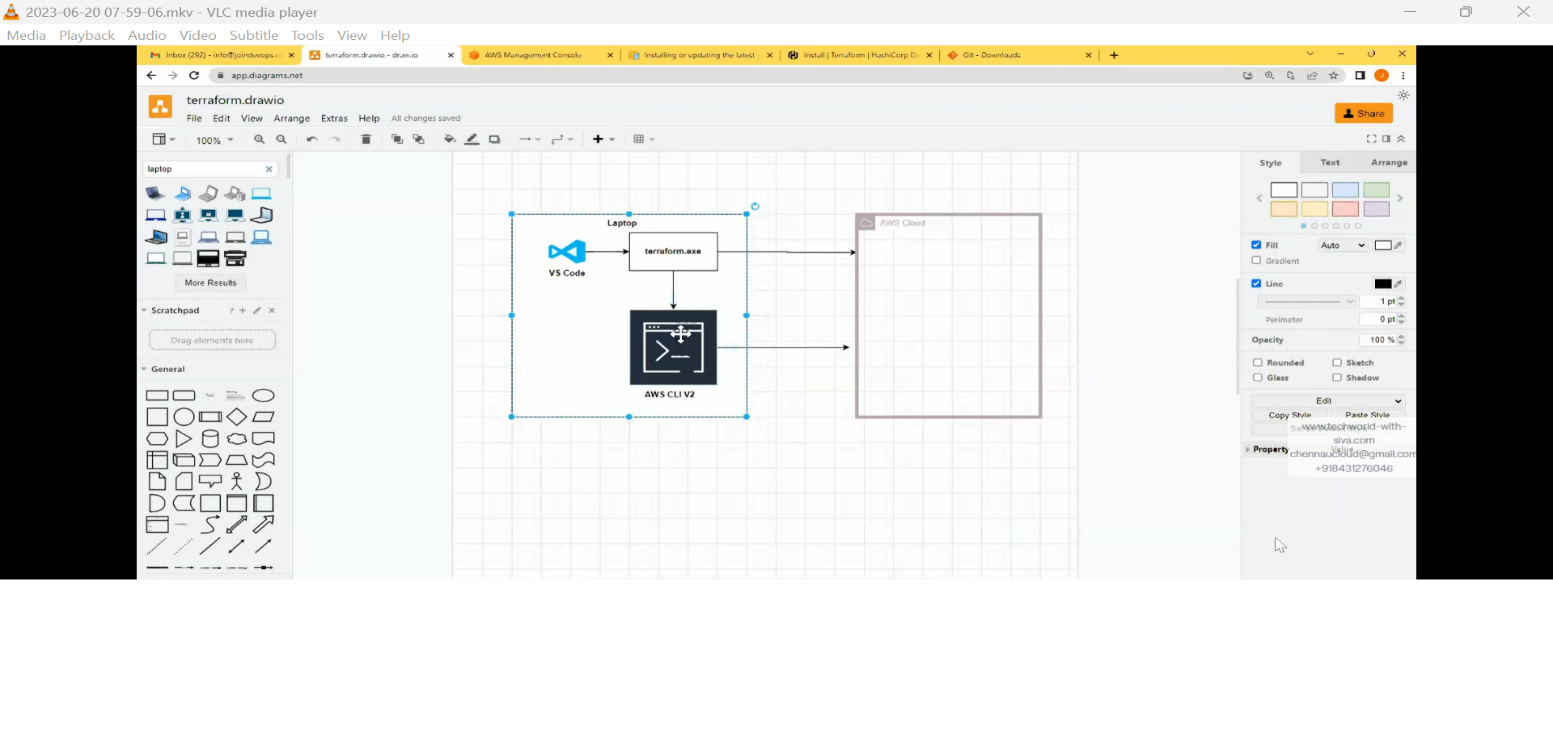 2023-06-20 07-59-06.mkv - VLC media player
Media Playback Audio Video Subtitle Tools View Help
Inbox (292) - info@joindevops.c
terraform.drawio - draw.io
AWS Management Console
Installing or updating the latest
Install | Terraform | HashiCorp De
Git - Downloads
app.diagrams.net
terraform.drawio
File Edit View Arrange Extras Help All changes saved
Share
100%
laptop
More Results
Scratchpad
Drag elements here
General
Text
Laptop
VS Code
terraform.exe
AWS CLI V2
AWS Cloud
Style Text Arrange
Fill Auto
Gradient
Line
1 pt
Perimeter 0 pt
Opacity 100 %
Rounded Sketch
Glass Shadow
Edit
Copy Style Paste Style
Property
www.techworld-with-
siva.com
chennaucloud@gmail.com
+918431276046